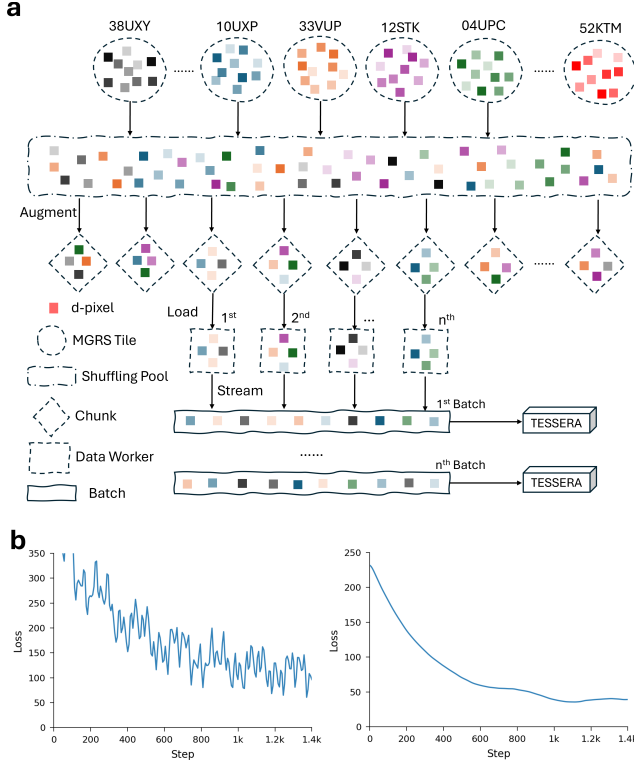 a
38UXY 10UXP 33VUP 12STK 04UPC 52KTM
...... ......
Augment
......
d-pixel
Load 1st 2nd ... nth
MGRS Tile
Shuffling Pool
Stream
Chunk
1st Batch
TESSERA
Data Worker
......
nth Batch
Batch
TESSERA
b
350
300
250
200
150
100
50
0
Loss
0 200 400 600 800 1k 1.2k 1.4k
Step
250
200
150
100
50
0
Loss
0 200 400 600 800 1k 1.2k 1.4k
Step